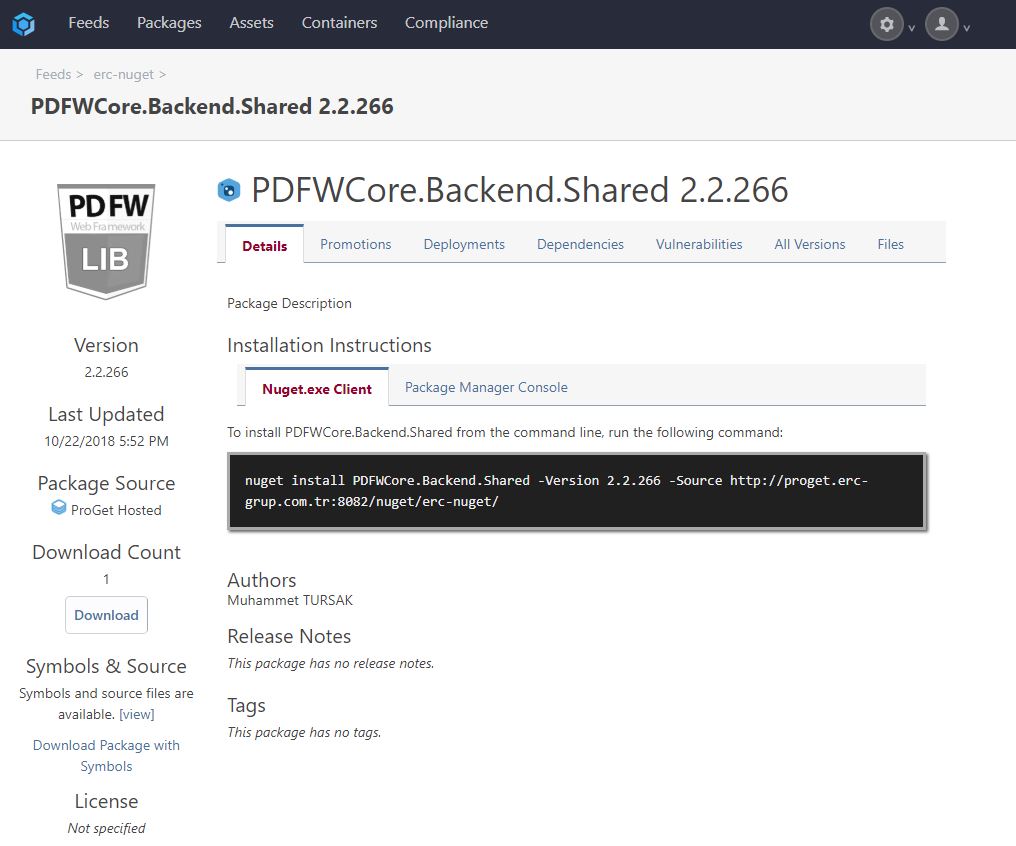 Feeds Packages Assets Containers Compliance
Feeds > erc-nuget >
PDFWCore.Backend.Shared 2.2.266
PDFW
Web Framework
LIB
Version
2.2.266
Last Updated
10/22/2018 5:52 PM
Package Source
ProGet Hosted
Download Count
1
Download
Symbols & Source
Symbols and source files are
available. [view]
Download Package with
Symbols
License
Not specified
PDFWCore.Backend.Shared 2.2.266
Details Promotions Deployments Dependencies Vulnerabilities All Versions Files
Package Description
Installation Instructions
Nuget.exe Client Package Manager Console
To install PDFWCore.Backend.Shared from the command line, run the following command:
nuget install PDFWCore.Backend.Shared -Version 2.2.266 -Source http://proget.erc-
grup.com.tr:8082/nuget/erc-nuget/
Authors
Muhammet TURSAK
Release Notes
This package has no release notes.
Tags
This package has no tags.